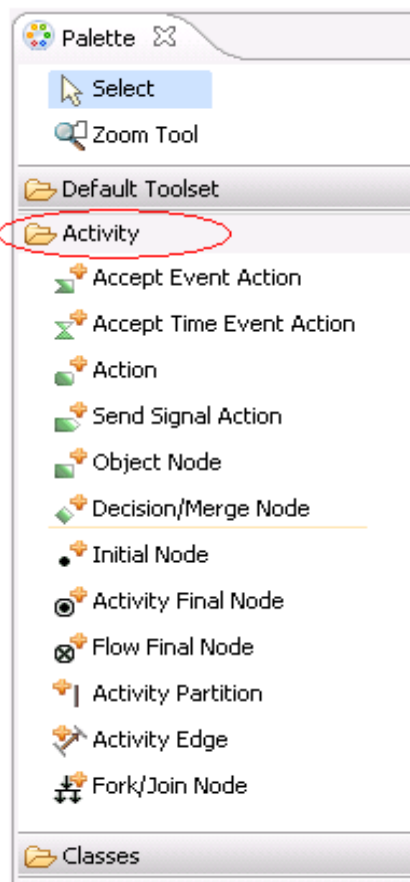 Palette
Select
Zoom Tool
Default Toolset
Activity
Accept Event Action
Accept Time Event Action
Action
Send Signal Action
Object Node
Decision/Merge Node
Initial Node
Activity Final Node
Flow Final Node
Activity Partition
Activity Edge
Fork/Join Node
Classes